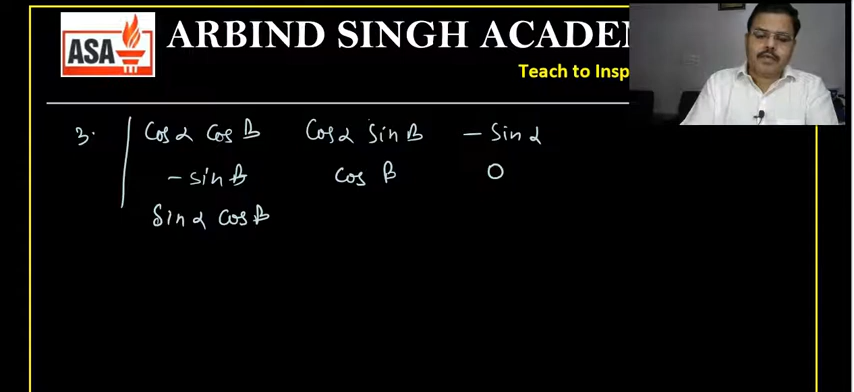 ASA
ARBIND SINGH ACADE
Teach to Insp
3. | cos α cos β cos α sin β - sin α
- sin β cos β 0
sin α cos β